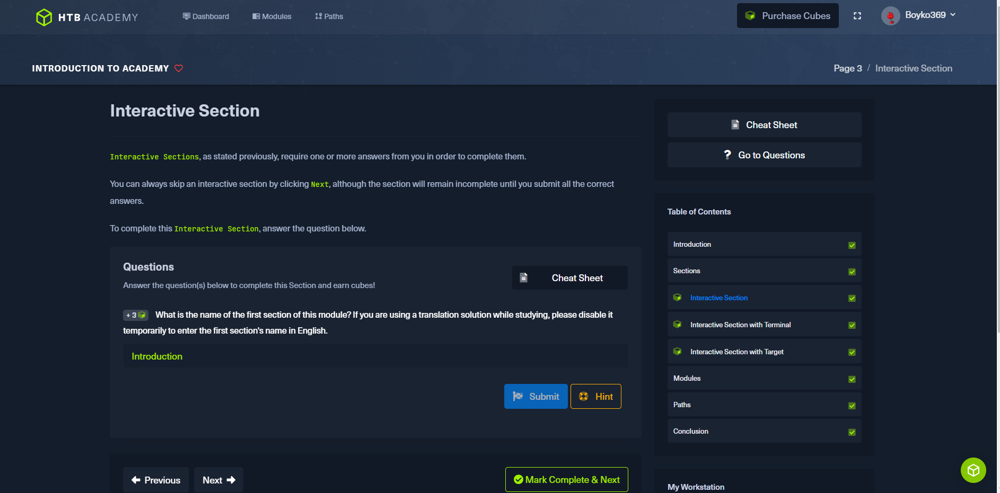 HTB ACADEMY
Dashboard
Modules
Paths
Purchase Cubes
Boyko369
INTRODUCTION TO ACADEMY
Page 3 / Interactive Section
Interactive Section
Interactive Sections, as stated previously, require one or more answers from you in order to complete them.
You can always skip an interactive section by clicking Next, although the section will remain incomplete until you submit all the correct
answers.
To complete this Interactive Section, answer the question below.
Questions
Answer the question(s) below to complete this Section and earn cubes!
Cheat Sheet
+ 3 What is the name of the first section of this module? If you are using a translation solution while studying, please disable it
temporarily to enter the first section's name in English.
Introduction
Submit
Hint
Previous
Next
Mark Complete & Next
Cheat Sheet
? Go to Questions
Table of Contents
Introduction
Sections
Interactive Section
Interactive Section with Terminal
Interactive Section with Target
Modules
Paths
Conclusion
My Workstation